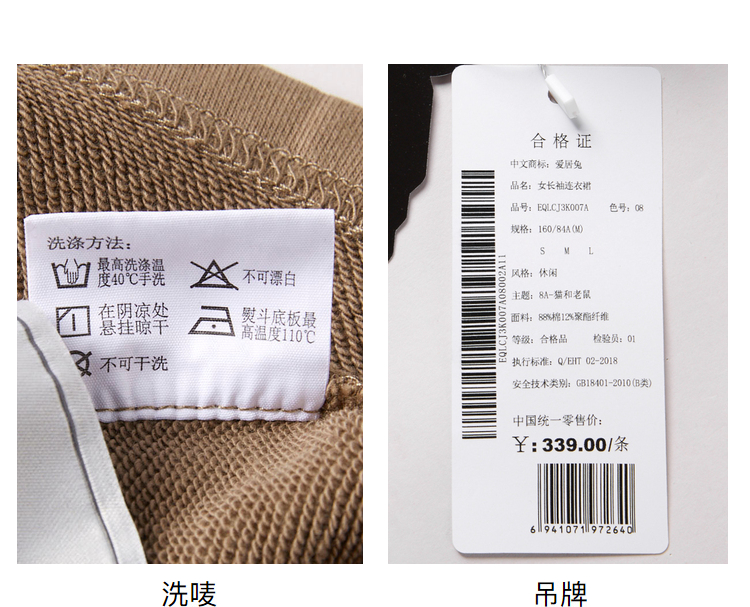 洗涤方法：
最高洗涤温
度40℃手洗
不可漂白
在阴凉处
悬挂晾干
熨斗底板最
高温度110℃
不可干洗
洗唛
合格证
中文商标：爱居兔
品名：女长袖连衣裙
品号：EQLCJ3K007A 色号：08
规格：160/84A(M)
S M L
风格：休闲
主题：8A-猫和老鼠
面料：88%棉12%聚酯纤维
等级：合格品 检验员：01
执行标准：Q/EHT 02-2018
安全技术类别：GB18401-2010(B类)
EQLCJ3K007A08002A11
中国统一零售价：
￥:339.00/条
6 941071 972640
吊牌